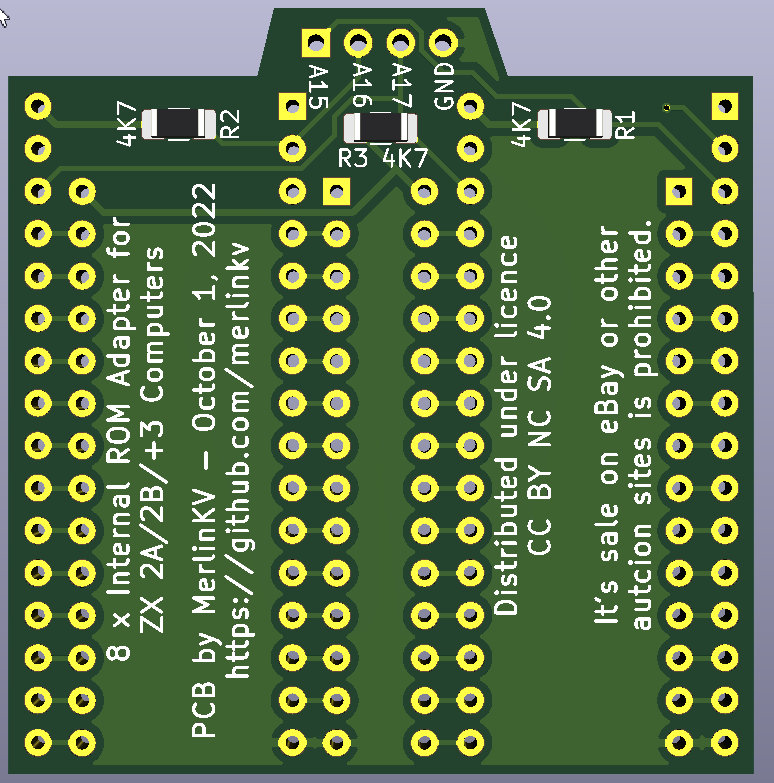 A15
A16
A17
GND
4K7
R2
R3 4K7
4K7
R1
8 x Internal ROM Adapter for
ZX 2A/2B/+3 Computers
PCB by MerlinKV - October 1, 2022
https://github.com/merlinkv
Distributed under licence
CC BY NC SA 4.0
It's sale on eBay or other
autcion sites is prohibited.